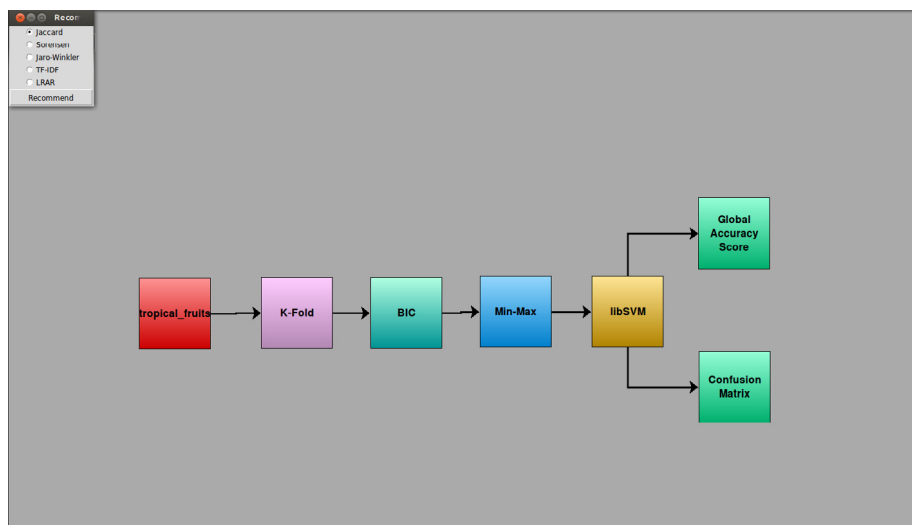 Recon
Jaccard
Sorensen
Jaro-Winkler
TF-IDF
LRAR
Recommend
Global
Accuracy
Score
tropical_fruits
K-Fold
BIC
Min-Max
libSVM
Confusion
Matrix